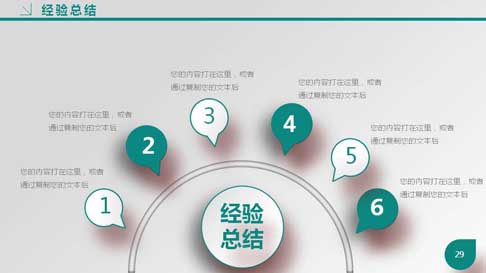 经验总结
您的内容打在这里，或者
通过复制您的文本后
1
您的内容打在这里，或者
通过复制您的文本后
2
您的内容打在这里，或者
通过复制您的文本后
3
您的内容打在这里，或者
通过复制您的文本后
4
您的内容打在这里，或者
通过复制您的文本后
5
您的内容打在这里，或者
通过复制您的文本后
6
经验
总结
29